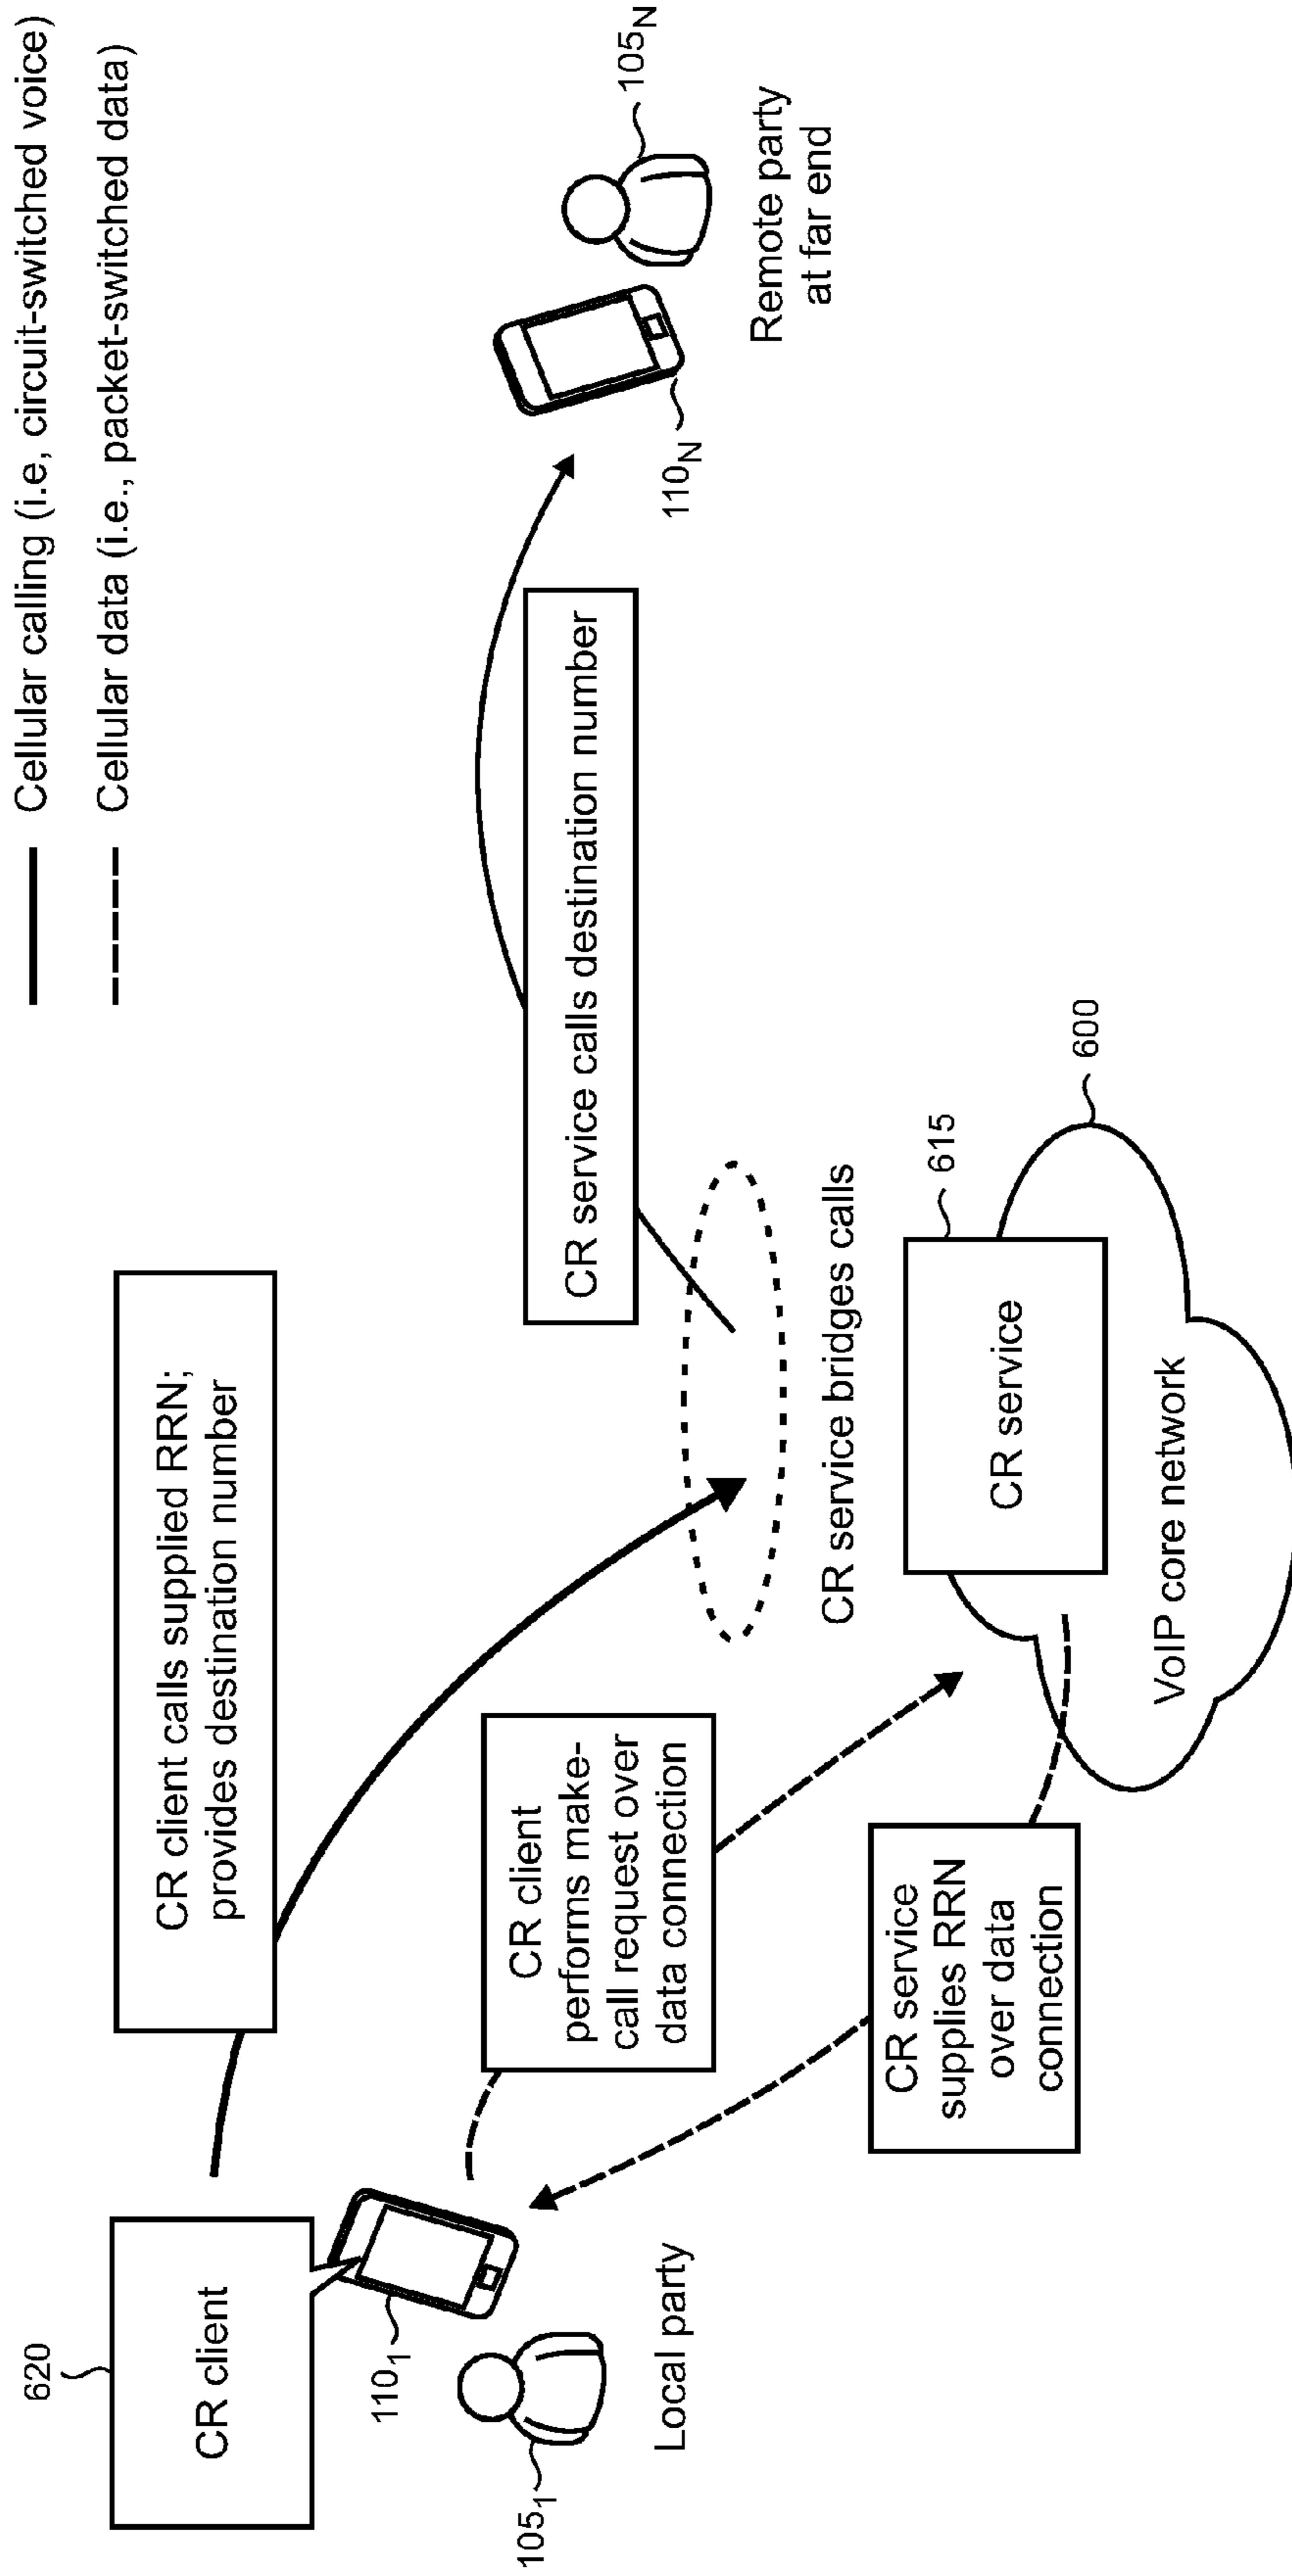 Cellular calling (i.e, circuit-switched voice)
Cellular data (i.e., packet-switched data)
620
CR client
CR client calls supplied RRN;
provides destination number
110₁
105₁
Local party
CR client
performs make-
call request over
data connection
CR service
supplies RRN
over data
connection
CR service calls destination number
CR service bridges calls
110N
105N
Remote party
at far end
615
CR service
600
VoIP core network